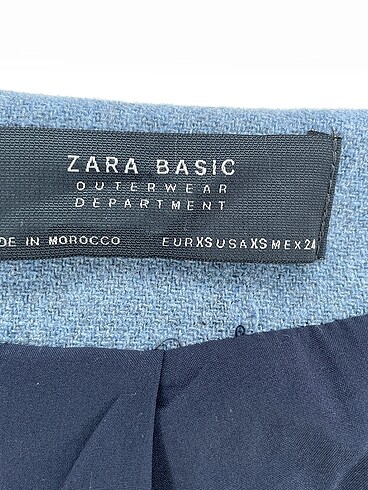 ZARA BASIC
OUTERWEAR
DEPARTMENT
DE IN MOROCCO EUR XS USA XS MEX 24